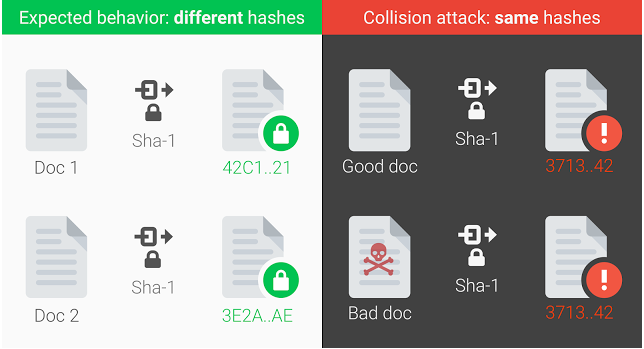 Expected behavior: different hashes
Doc 1
Sha-1
42C1..21
Doc 2
Sha-1
3E2A..AE
Collision attack: same hashes
Good doc
Sha-1
3713..42
Bad doc
Sha-1
3713..42